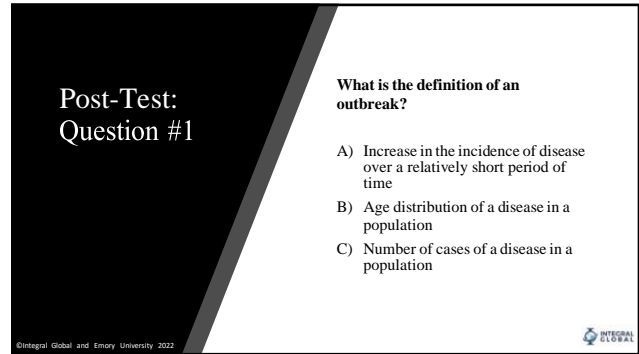 Post-Test:
Question #1
What is the definition of an
outbreak?
A) Increase in the incidence of disease
over a relatively short period of
time
B) Age distribution of a disease in a
population
C) Number of cases of a disease in a
population
©Integral Global and Emory University 2022
INTEGRAL
GLOBAL